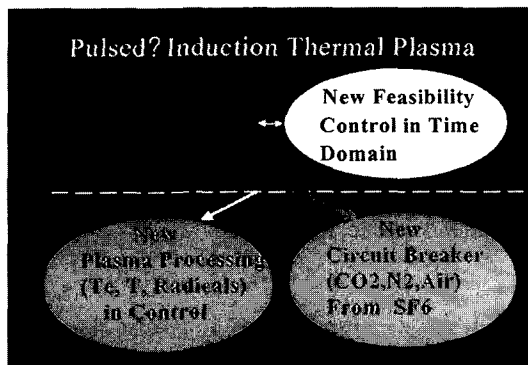 Pulsed? Induction Thermal Plasma
New Feasibility
Control in Time
Domain
New
Plasma Processing
(Te, T, Radicals)
in Control
New
Circuit Breaker
(CO2,N2,Air)
From SF6